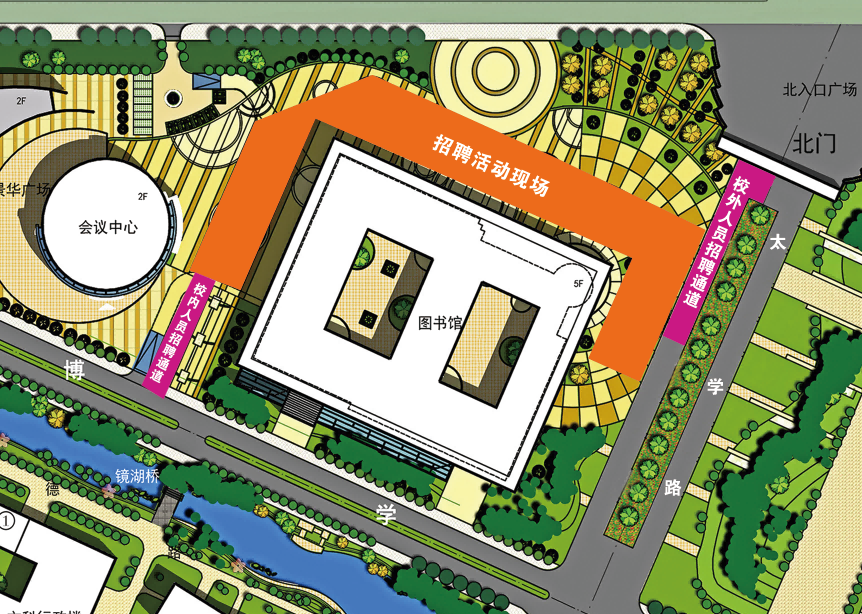 北入口广场
2F
北门
招聘活动现场
校外人员招聘通道
景华广场
2F
太
会议中心
5F
校内人员招聘通道
图书馆
博
学
镜湖桥
德
路
学
路
①